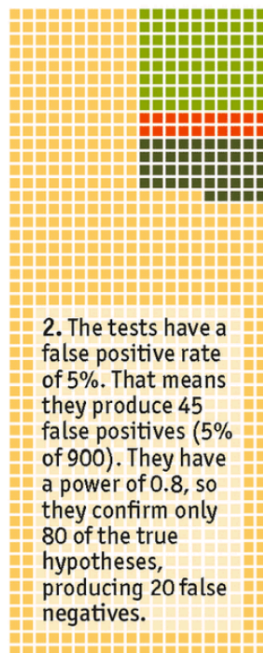 2. The tests have a
false positive rate
of 5%. That means
they produce 45
false positives (5%
of 900). They have
a power of 0.8, so
they confirm only
80 of the true
hypotheses,
producing 20 false
negatives.